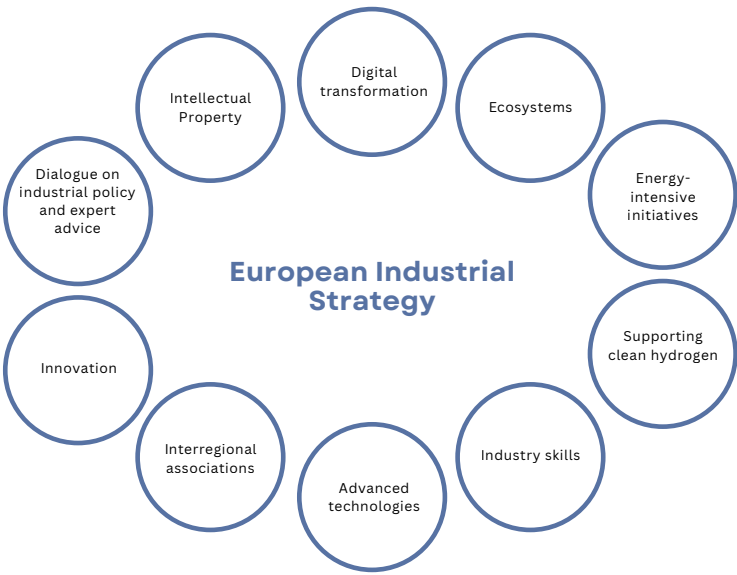 Digital
transformation
Ecosystems
Energy-
intensive
initiatives
Supporting
clean hydrogen
Industry skills
Advanced
technologies
Interregional
associations
Innovation
Dialogue on
industrial policy
and expert
advice
Intellectual
Property
European Industrial
Strategy